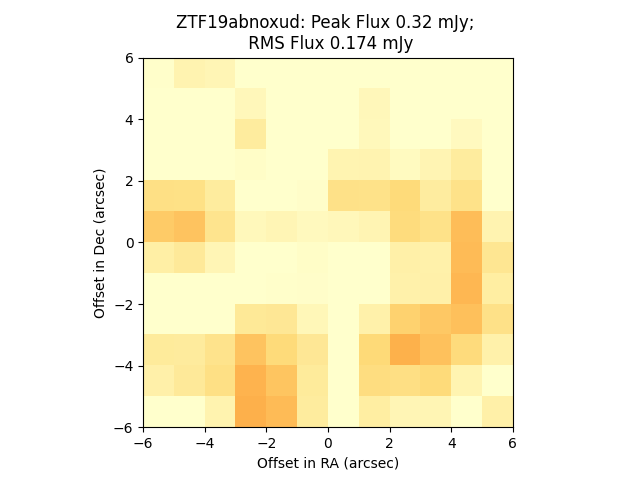 ZTF19abnoxud: Peak Flux 0.32 mJy;
RMS Flux 0.174 mJy
6
4
2
0
−2
−4
−6
Offset in Dec (arcsec)
−6 −4 −2 0 2 4 6
Offset in RA (arcsec)